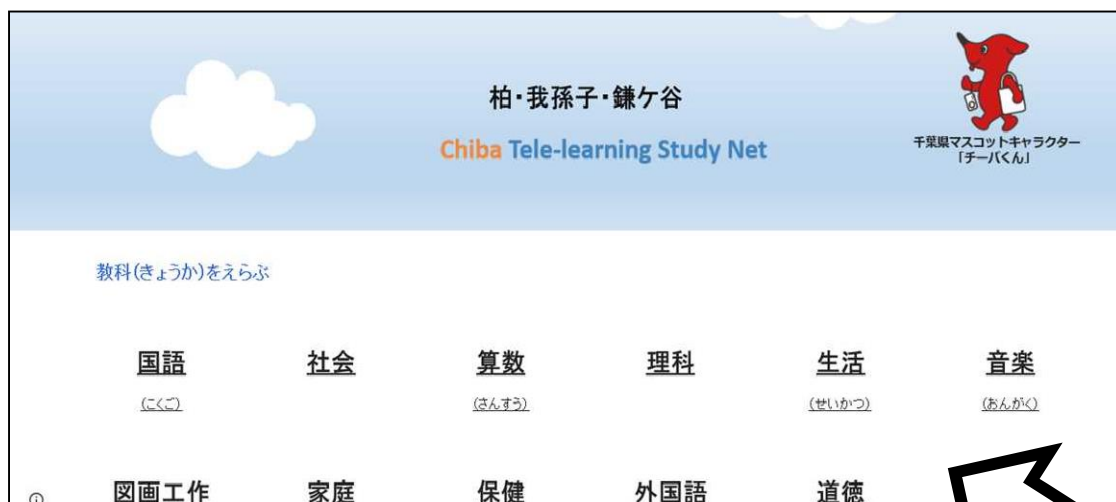 柏・我孫子・鎌ケ谷
Chiba Tele-learning Study Net
千葉県マスコットキャラクター
「チーバくん」
教科(きょうか)をえらぶ
国語 社会 算数 理科 生活 音楽
(こくご) (さんすう) (せいかつ) (おんがく)
図画工作 家庭 保健 外国語 道徳